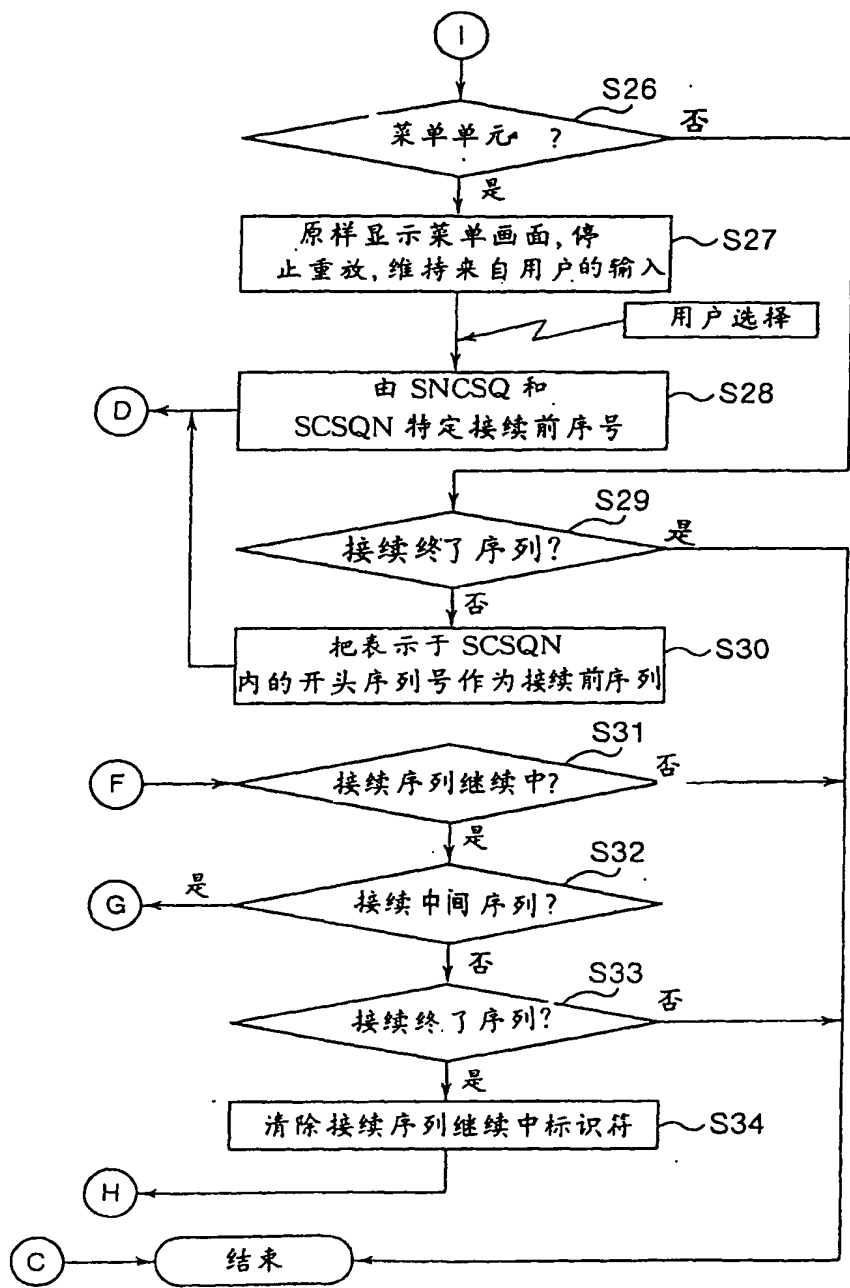 I
S26
菜单单元 ?
否
是
原样显示菜单画面,停
止重放,维持来自用户的输入
S27
用户选择
由 SNCSQ 和
SCSQN 特定接续前序号
S28
D
S29
接续终了序列?
是
否
把表示于 SCSQN
内的开头序列号作为接续前序列
S30
S31
F
接续序列继续中?
否
是
S32
G
是
接续中间序列?
否
S33
接续终了序列?
否
是
清除接续序列继续中标识符
S34
H
C
结束